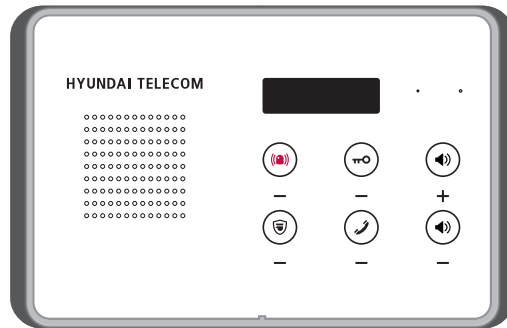 HYUNDAI TELECOM
– – +
– – –